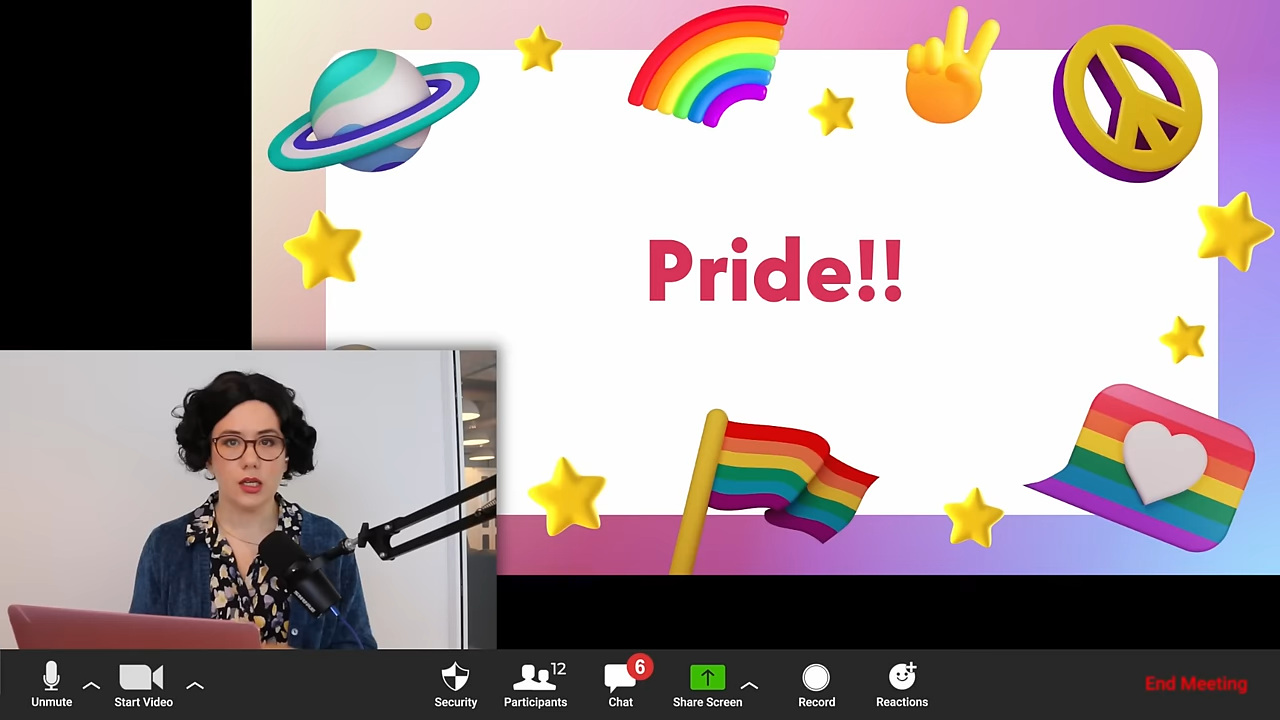 Pride!!
Unmute
Start Video
Security
12
Participants
6
Chat
Share Screen
Record
Reactions
End Meeting